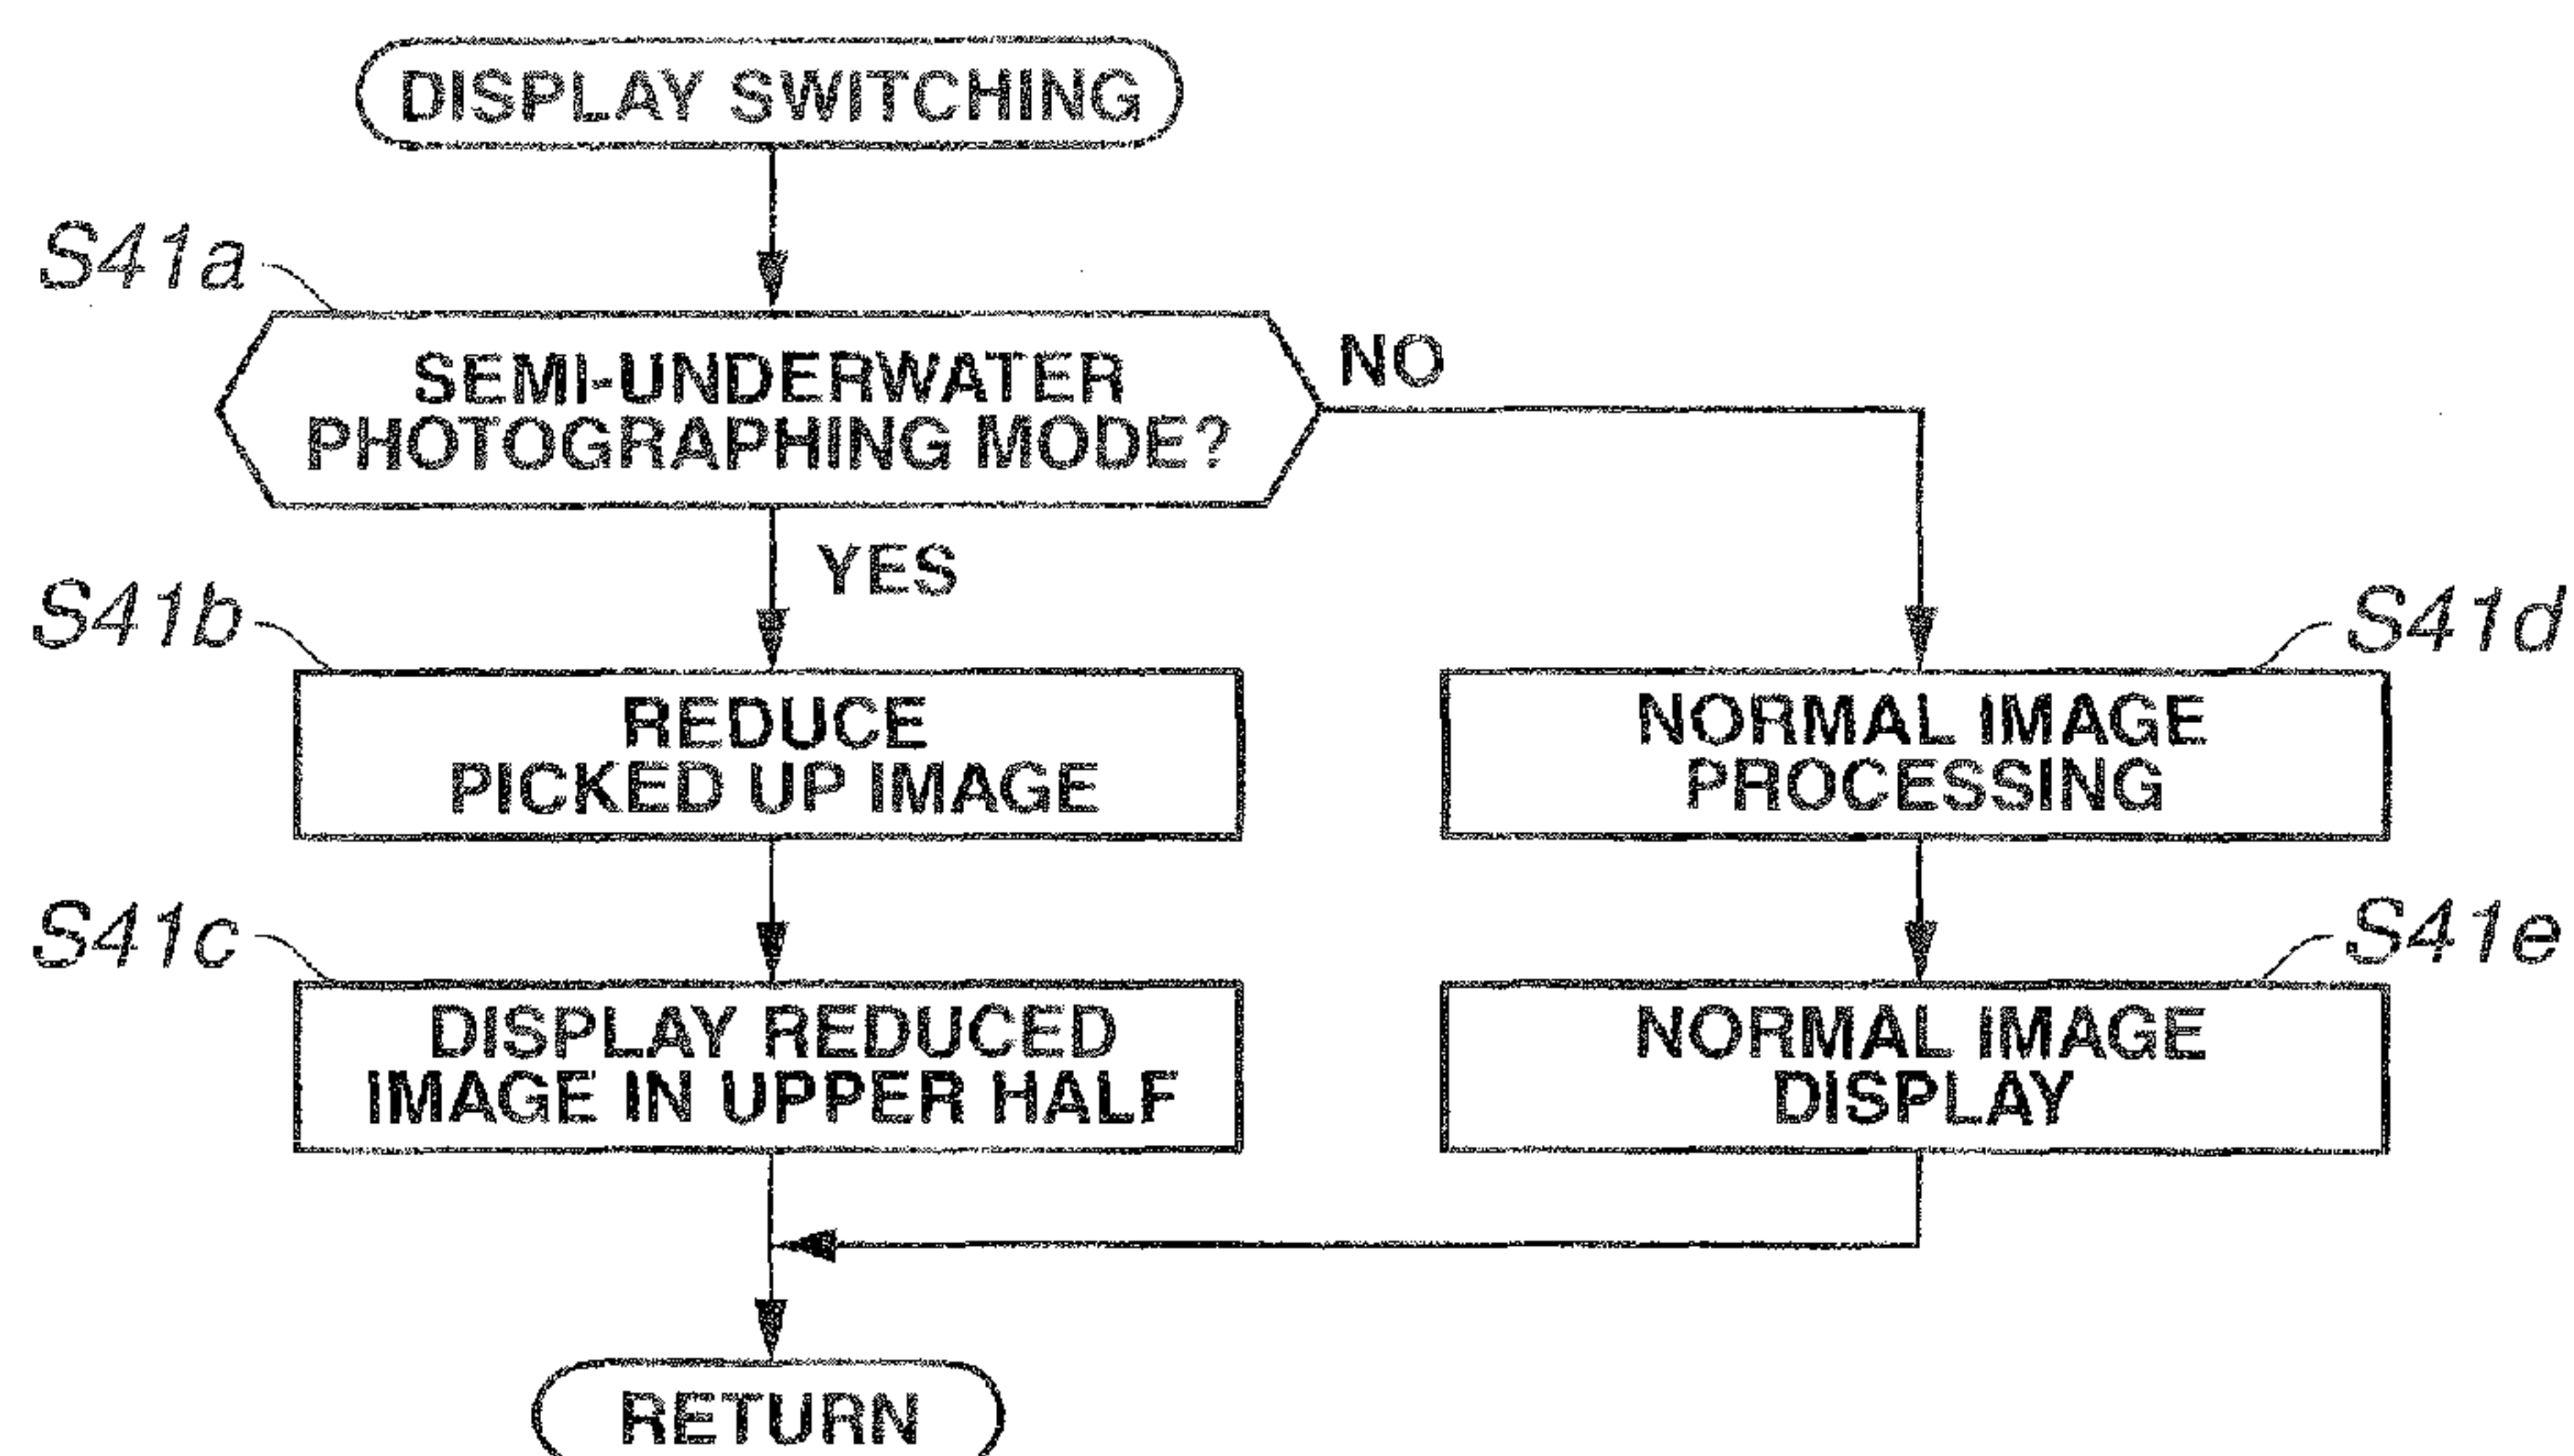 DISPLAY SWITCHING
S41a
SEMI-UNDERWATER
PHOTOGRAPHING MODE?
NO
YES
S41b
REDUCE
PICKED UP IMAGE
S41d
NORMAL IMAGE
PROCESSING
S41c
DISPLAY REDUCED
IMAGE IN UPPER HALF
S41e
NORMAL IMAGE
DISPLAY
RETURN